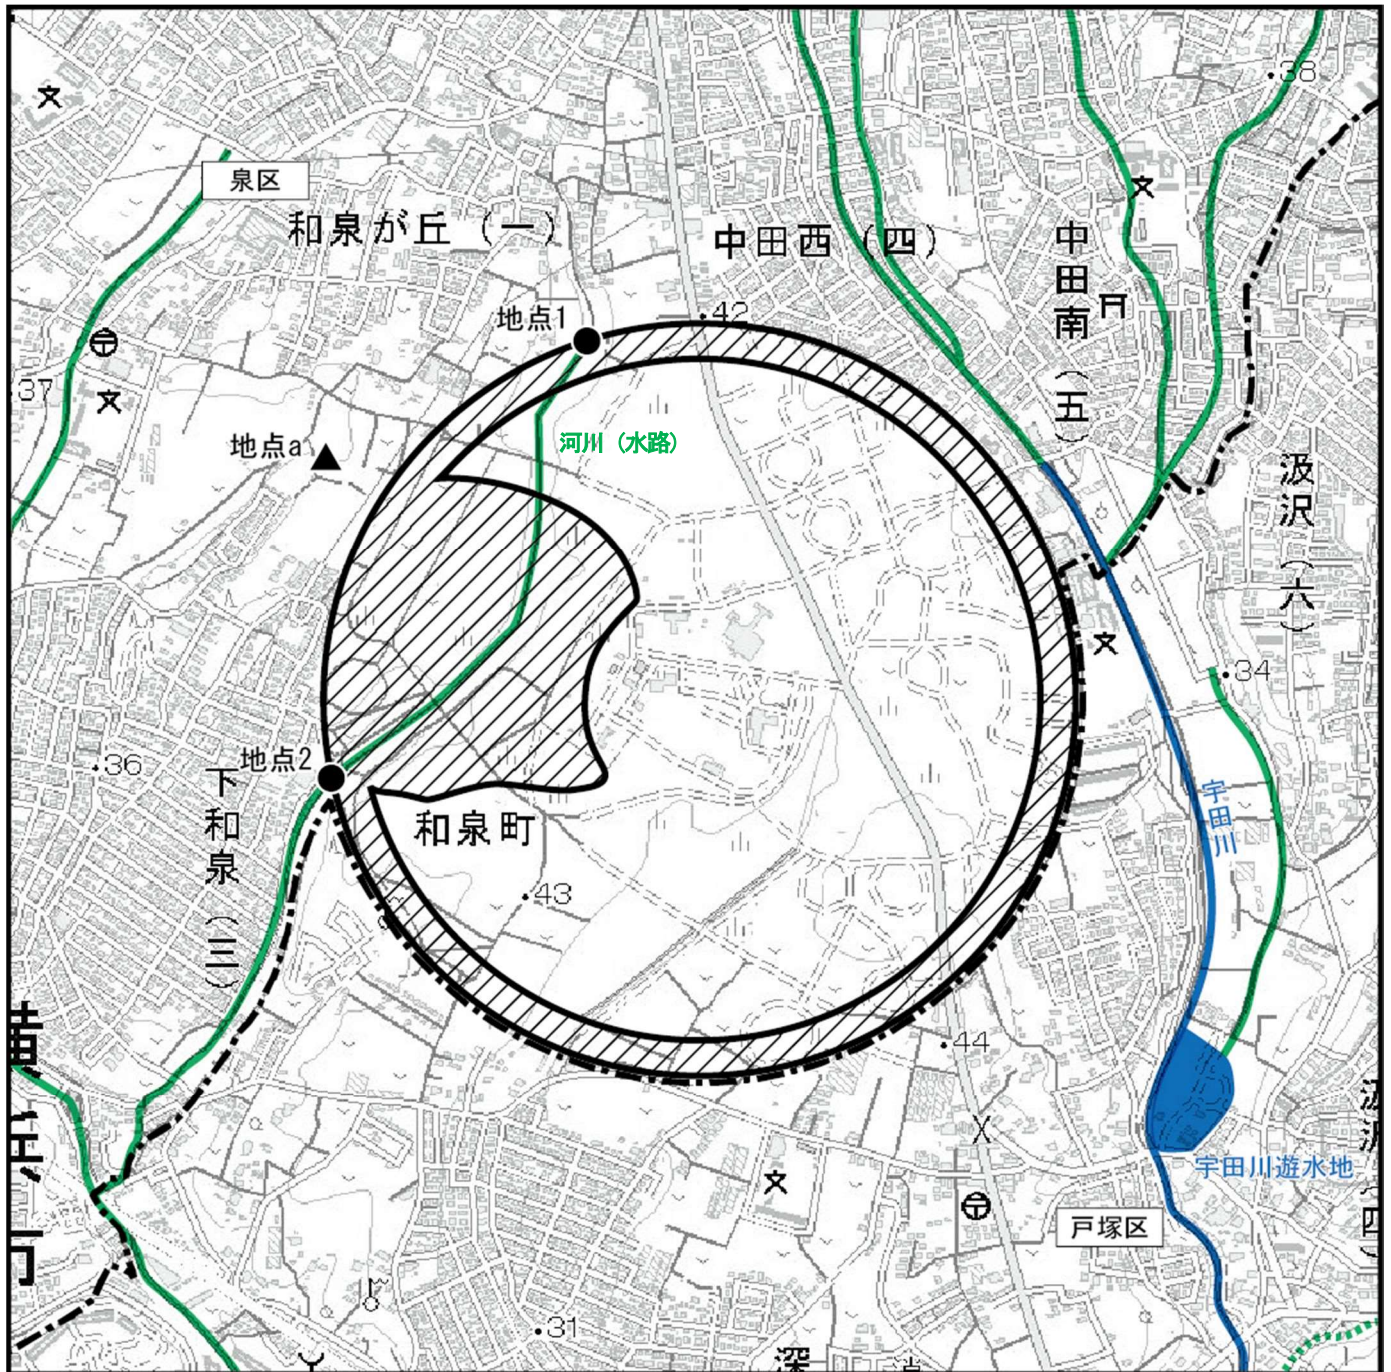 ・38
泉区
和泉が丘(一)
中田西(四)
中田南(五)
地点1
・42
37
地点a
河川(水路)
汲沢(六)
・34
地点2
・36
下和泉(三)
和泉町
宇田川
・43
・44
宇田川遊水地
戸塚区
・31
深